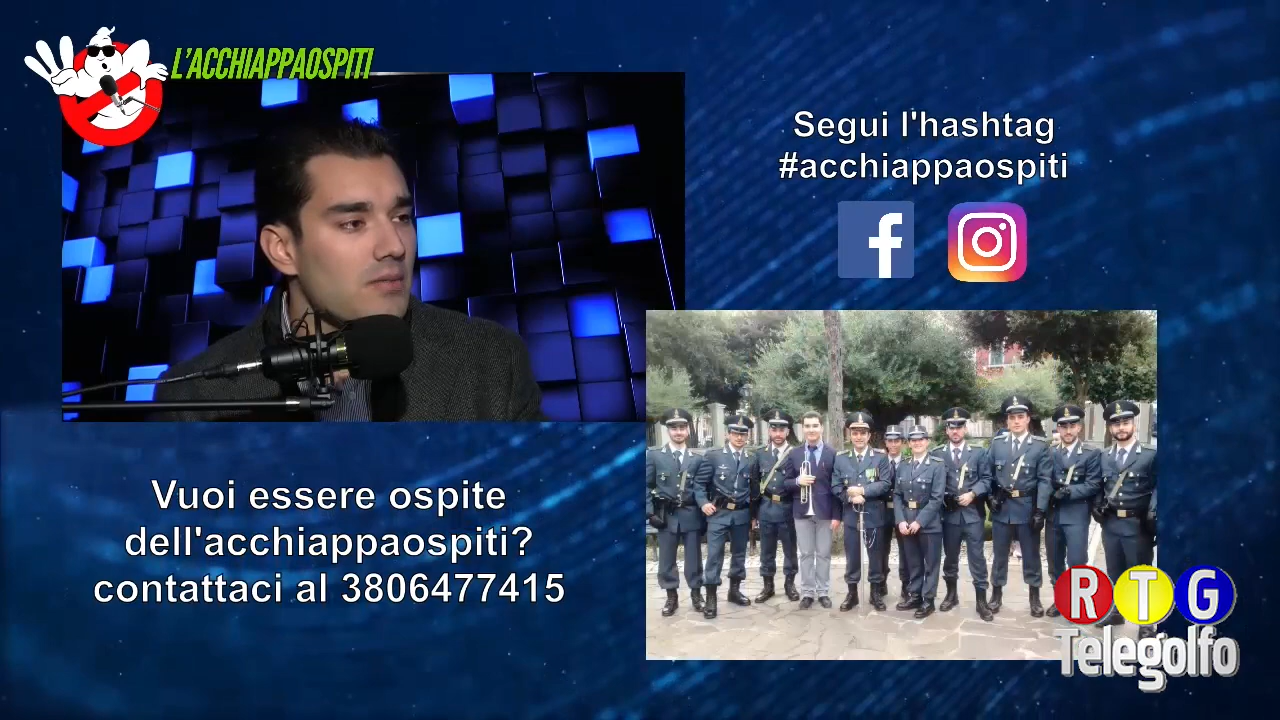 L'ACCHIAPPAOSPITI
Segui l'hashtag
#acchiappaospiti
Vuoi essere ospite
dell'acchiappaospiti?
contattaci al 3806477415
RTG
Telegolfo